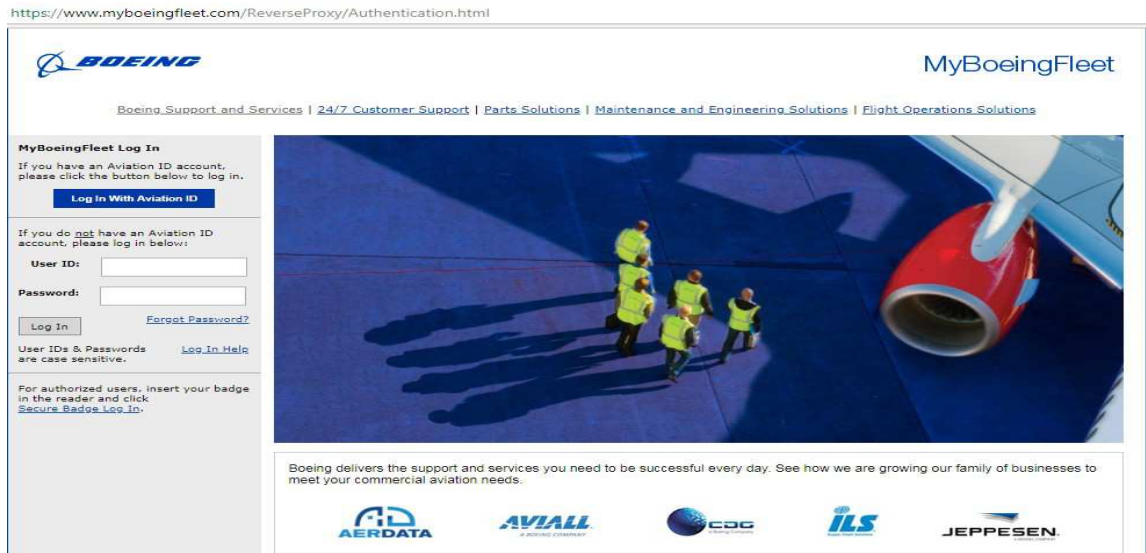 https://www.myboeingfleet.com/ReverseProxy/Authentication.html
BOEING
MyBoeingFleet
Boeing Support and Services | 24/7 Customer Support | Parts Solutions | Maintenance and Engineering Solutions | Flight Operations Solutions
MyBoeingFleet Log In
If you have an Aviation ID account,
please click the button below to log in.
Log In With Aviation ID
If you do not have an Aviation ID
account, please log in below:
User ID:
Password:
Log In
Forgot Password?
User IDs & Passwords
are case sensitive.
Log In Help
For authorized users, insert your badge
in the reader and click
Secure Badge Log In.
Boeing delivers the support and services you need to be successful every day. See how we are growing our family of businesses to
meet your commercial aviation needs.
AERDATA
AVIALL
A BOEING COMPANY
CDG
A Boeing Company
ILS
JEPPESEN